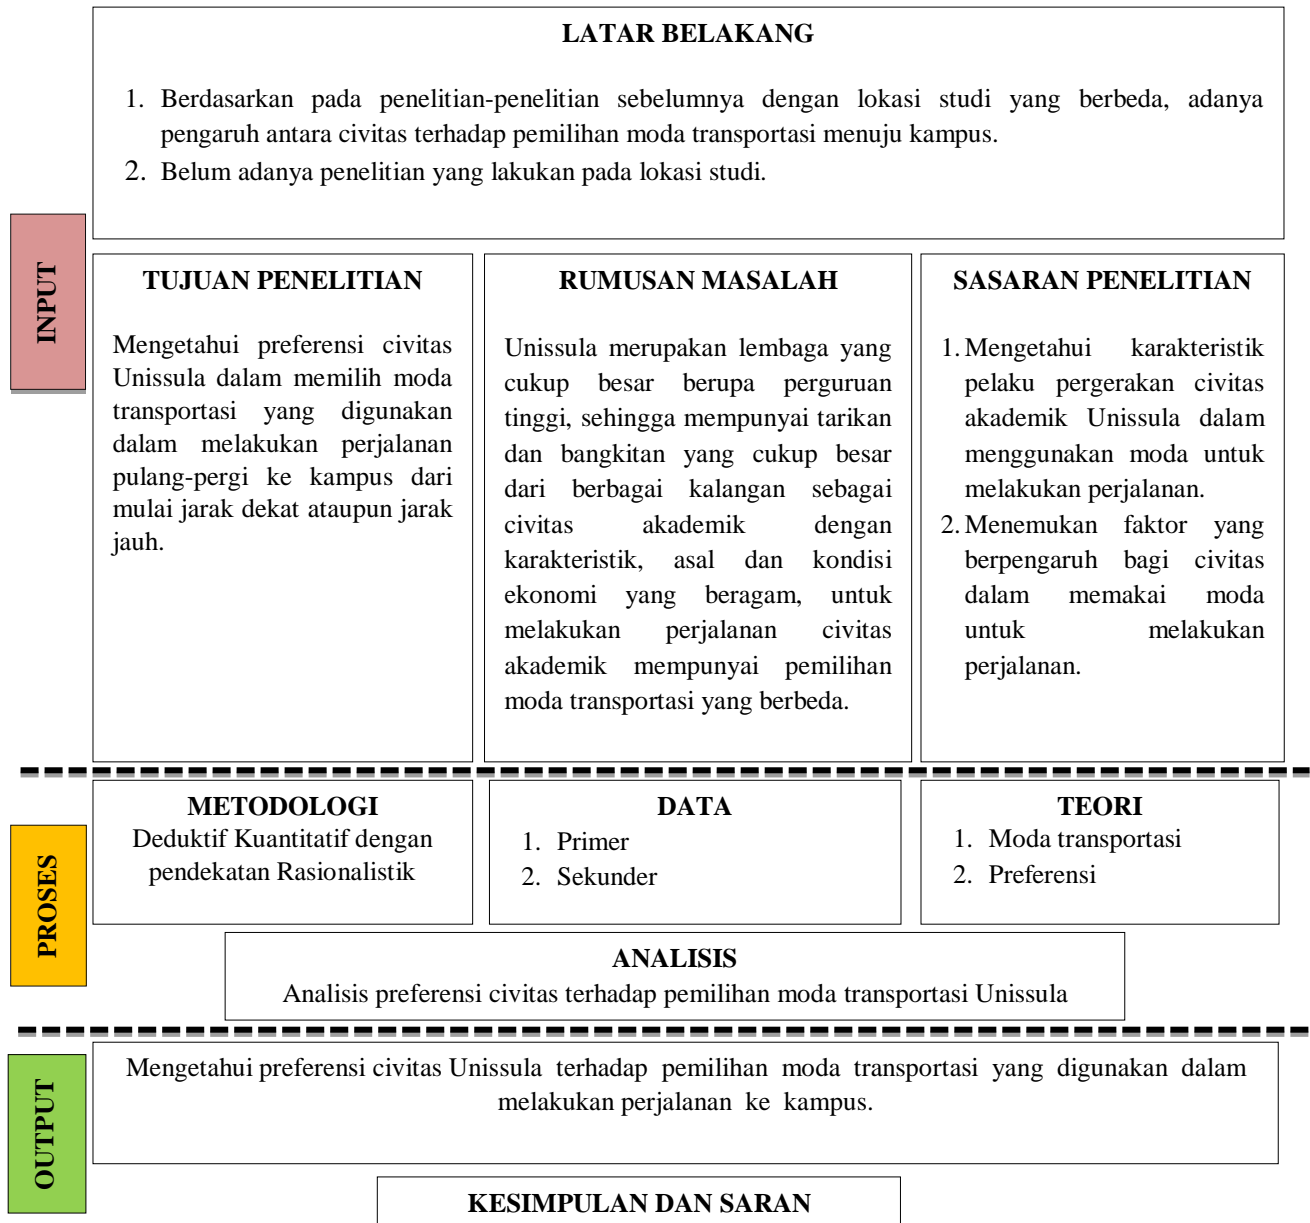 LATAR BELAKANG
1. Berdasarkan pada penelitian-penelitian sebelumnya dengan lokasi studi yang berbeda, adanya
pengaruh antara civitas terhadap pemilihan moda transportasi menuju kampus.
2. Belum adanya penelitian yang lakukan pada lokasi studi.
INPUT
TUJUAN PENELITIAN
Mengetahui preferensi civitas
Unissula dalam memilih moda
transportasi yang digunakan
dalam melakukan perjalanan
pulang-pergi ke kampus dari
mulai jarak dekat ataupun jarak
jauh.
RUMUSAN MASALAH
Unissula merupakan lembaga yang
cukup besar berupa perguruan
tinggi, sehingga mempunyai tarikan
dan bangkitan yang cukup besar
dari berbagai kalangan sebagai
civitas akademik dengan
karakteristik, asal dan kondisi
ekonomi yang beragam, untuk
melakukan perjalanan civitas
akademik mempunyai pemilihan
moda transportasi yang berbeda.
SASARAN PENELITIAN
1. Mengetahui karakteristik
pelaku pergerakan civitas
akademik Unissula dalam
menggunakan moda untuk
melakukan perjalanan.
2. Menemukan faktor yang
berpengaruh bagi civitas
dalam memakai moda
untuk melakukan
perjalanan.
PROSES
METODOLOGI
Deduktif Kuantitatif dengan
pendekatan Rasionalistik
DATA
1. Primer
2. Sekunder
TEORI
1. Moda transportasi
2. Preferensi
ANALISIS
Analisis preferensi civitas terhadap pemilihan moda transportasi Unissula
OUTPUT
Mengetahui preferensi civitas Unissula terhadap pemilihan moda transportasi yang digunakan dalam
melakukan perjalanan ke kampus.
KESIMPULAN DAN SARAN